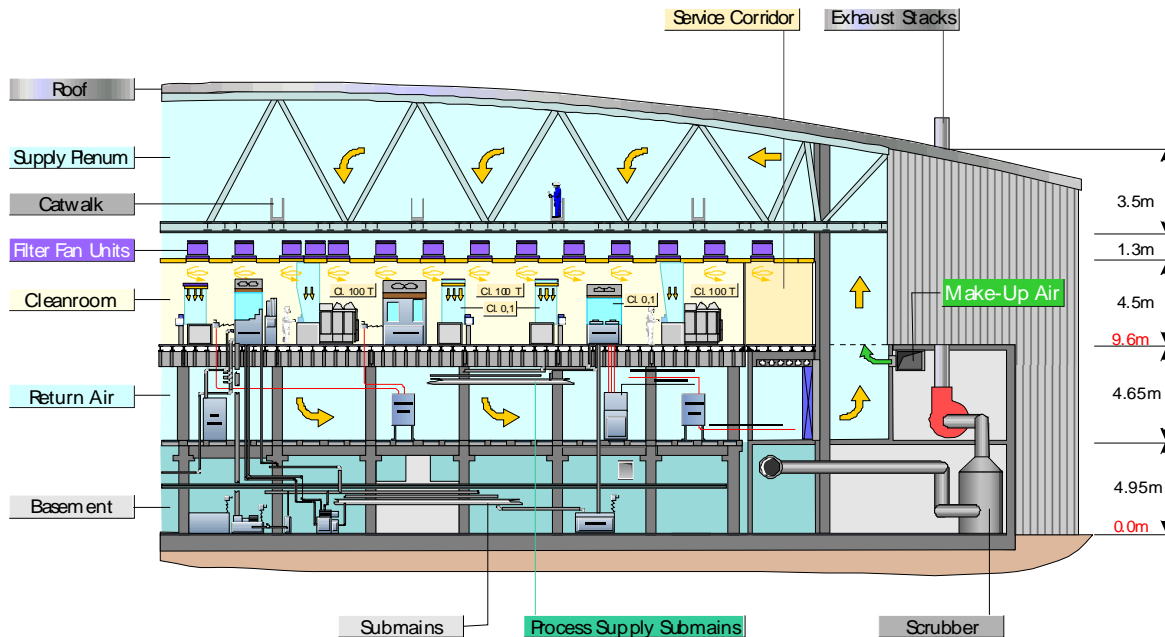 Service Corridor
Exhaust Stacks
Roof
Supply Plenum
Catwalk
Filter Fan Units
Cleanroom
Return Air
Basement
Cl. 100 T
Cl. 100 T
Cl. 0,1
Cl. 0,1
Cl. 100 T
Make-Up Air
3.5m
1.3m
4.5m
9.6m
4.65m
4.95m
0.0m
Submains
Process Supply Submains
Scrubber